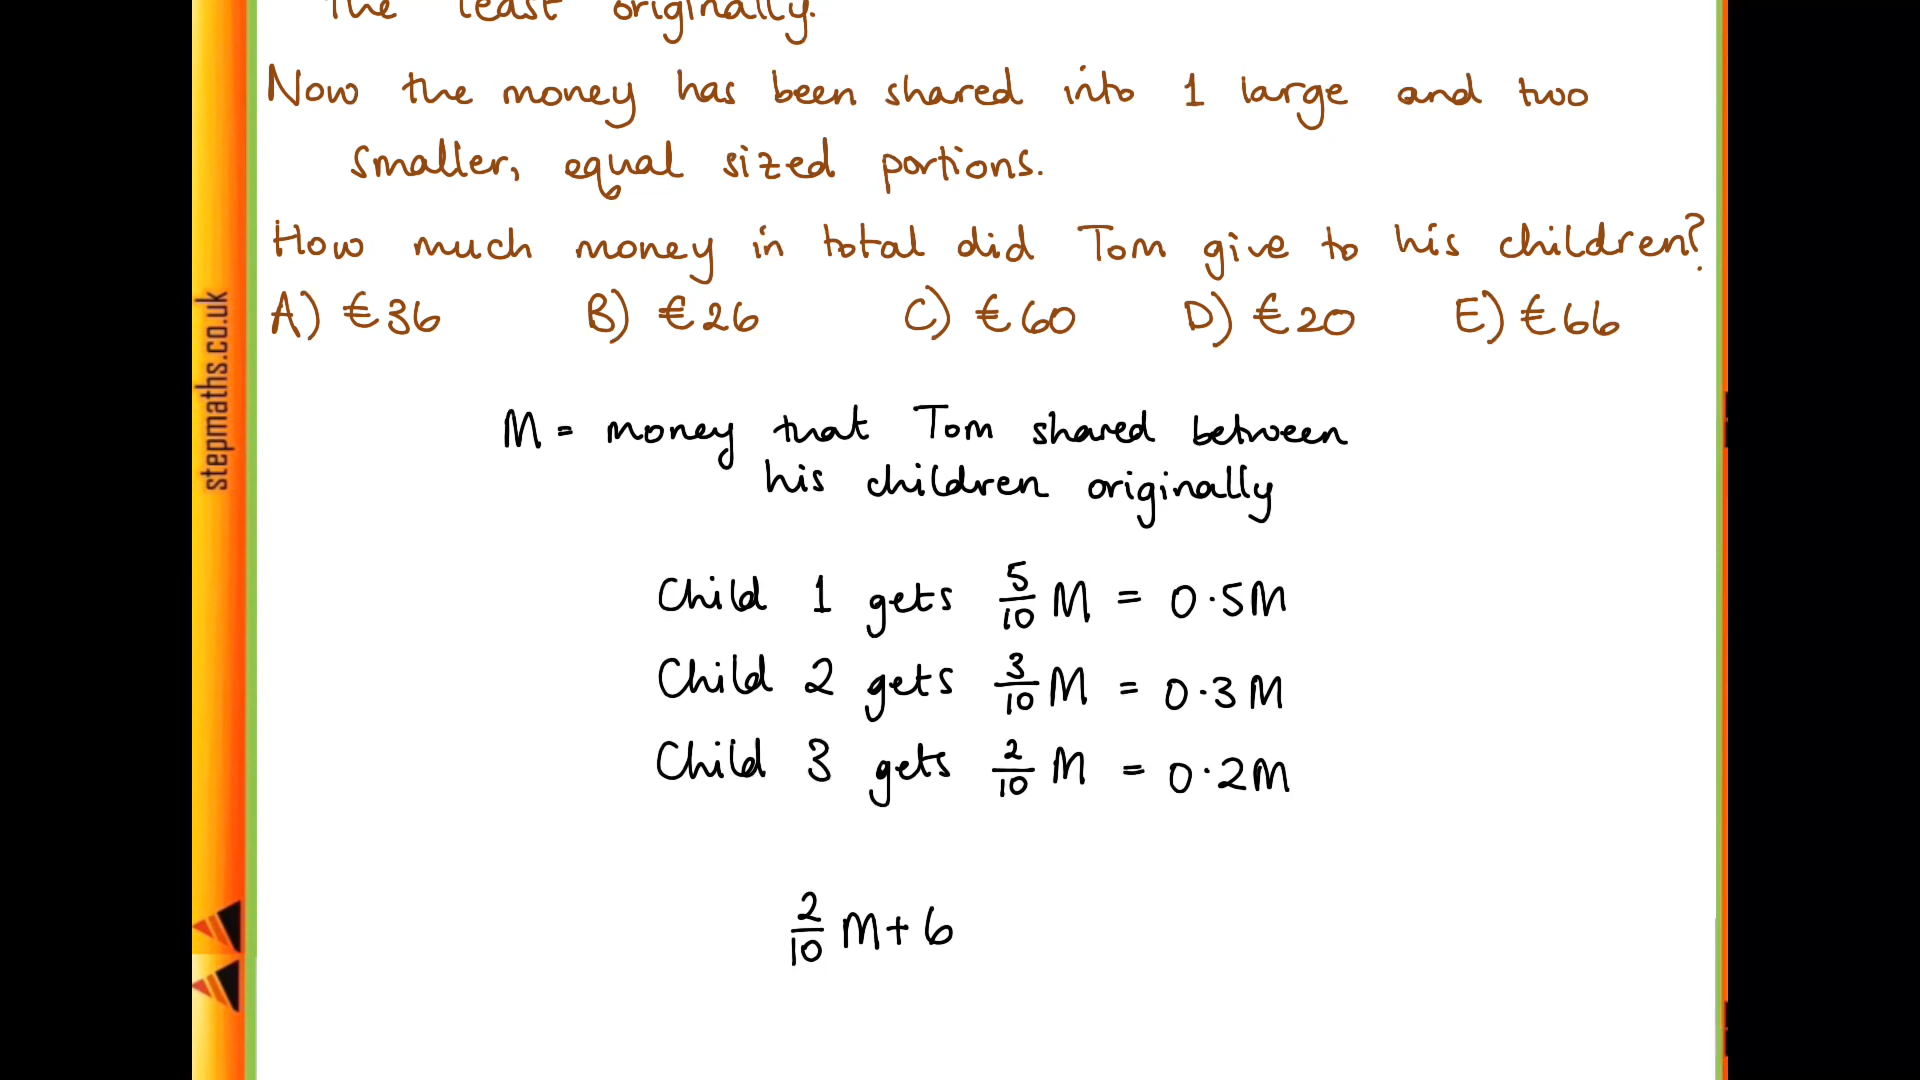 the least originally.
Now the money has been shared into 1 large and two
smaller, equal sized portions.
How much money in total did Tom give to his children?
A) €36 B) €26 C) €60 D) €20 E) €66
stepmaths.co.uk
M = money that Tom shared between
his children originally
Child 1 gets 5/10 M = 0.5M
Child 2 gets 3/10 M = 0.3M
Child 3 gets 2/10 M = 0.2M
2/10 M + 6